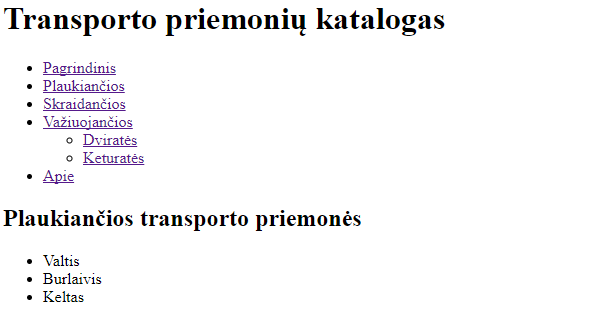 Transporto priemonių katalogas
Pagrindinis
Plaukiančios
Skraidančios
Važiuojančios
Dviratės
Keturatės
Apie
Plaukiančios transporto priemonės
Valtis
Burlaivis
Keltas